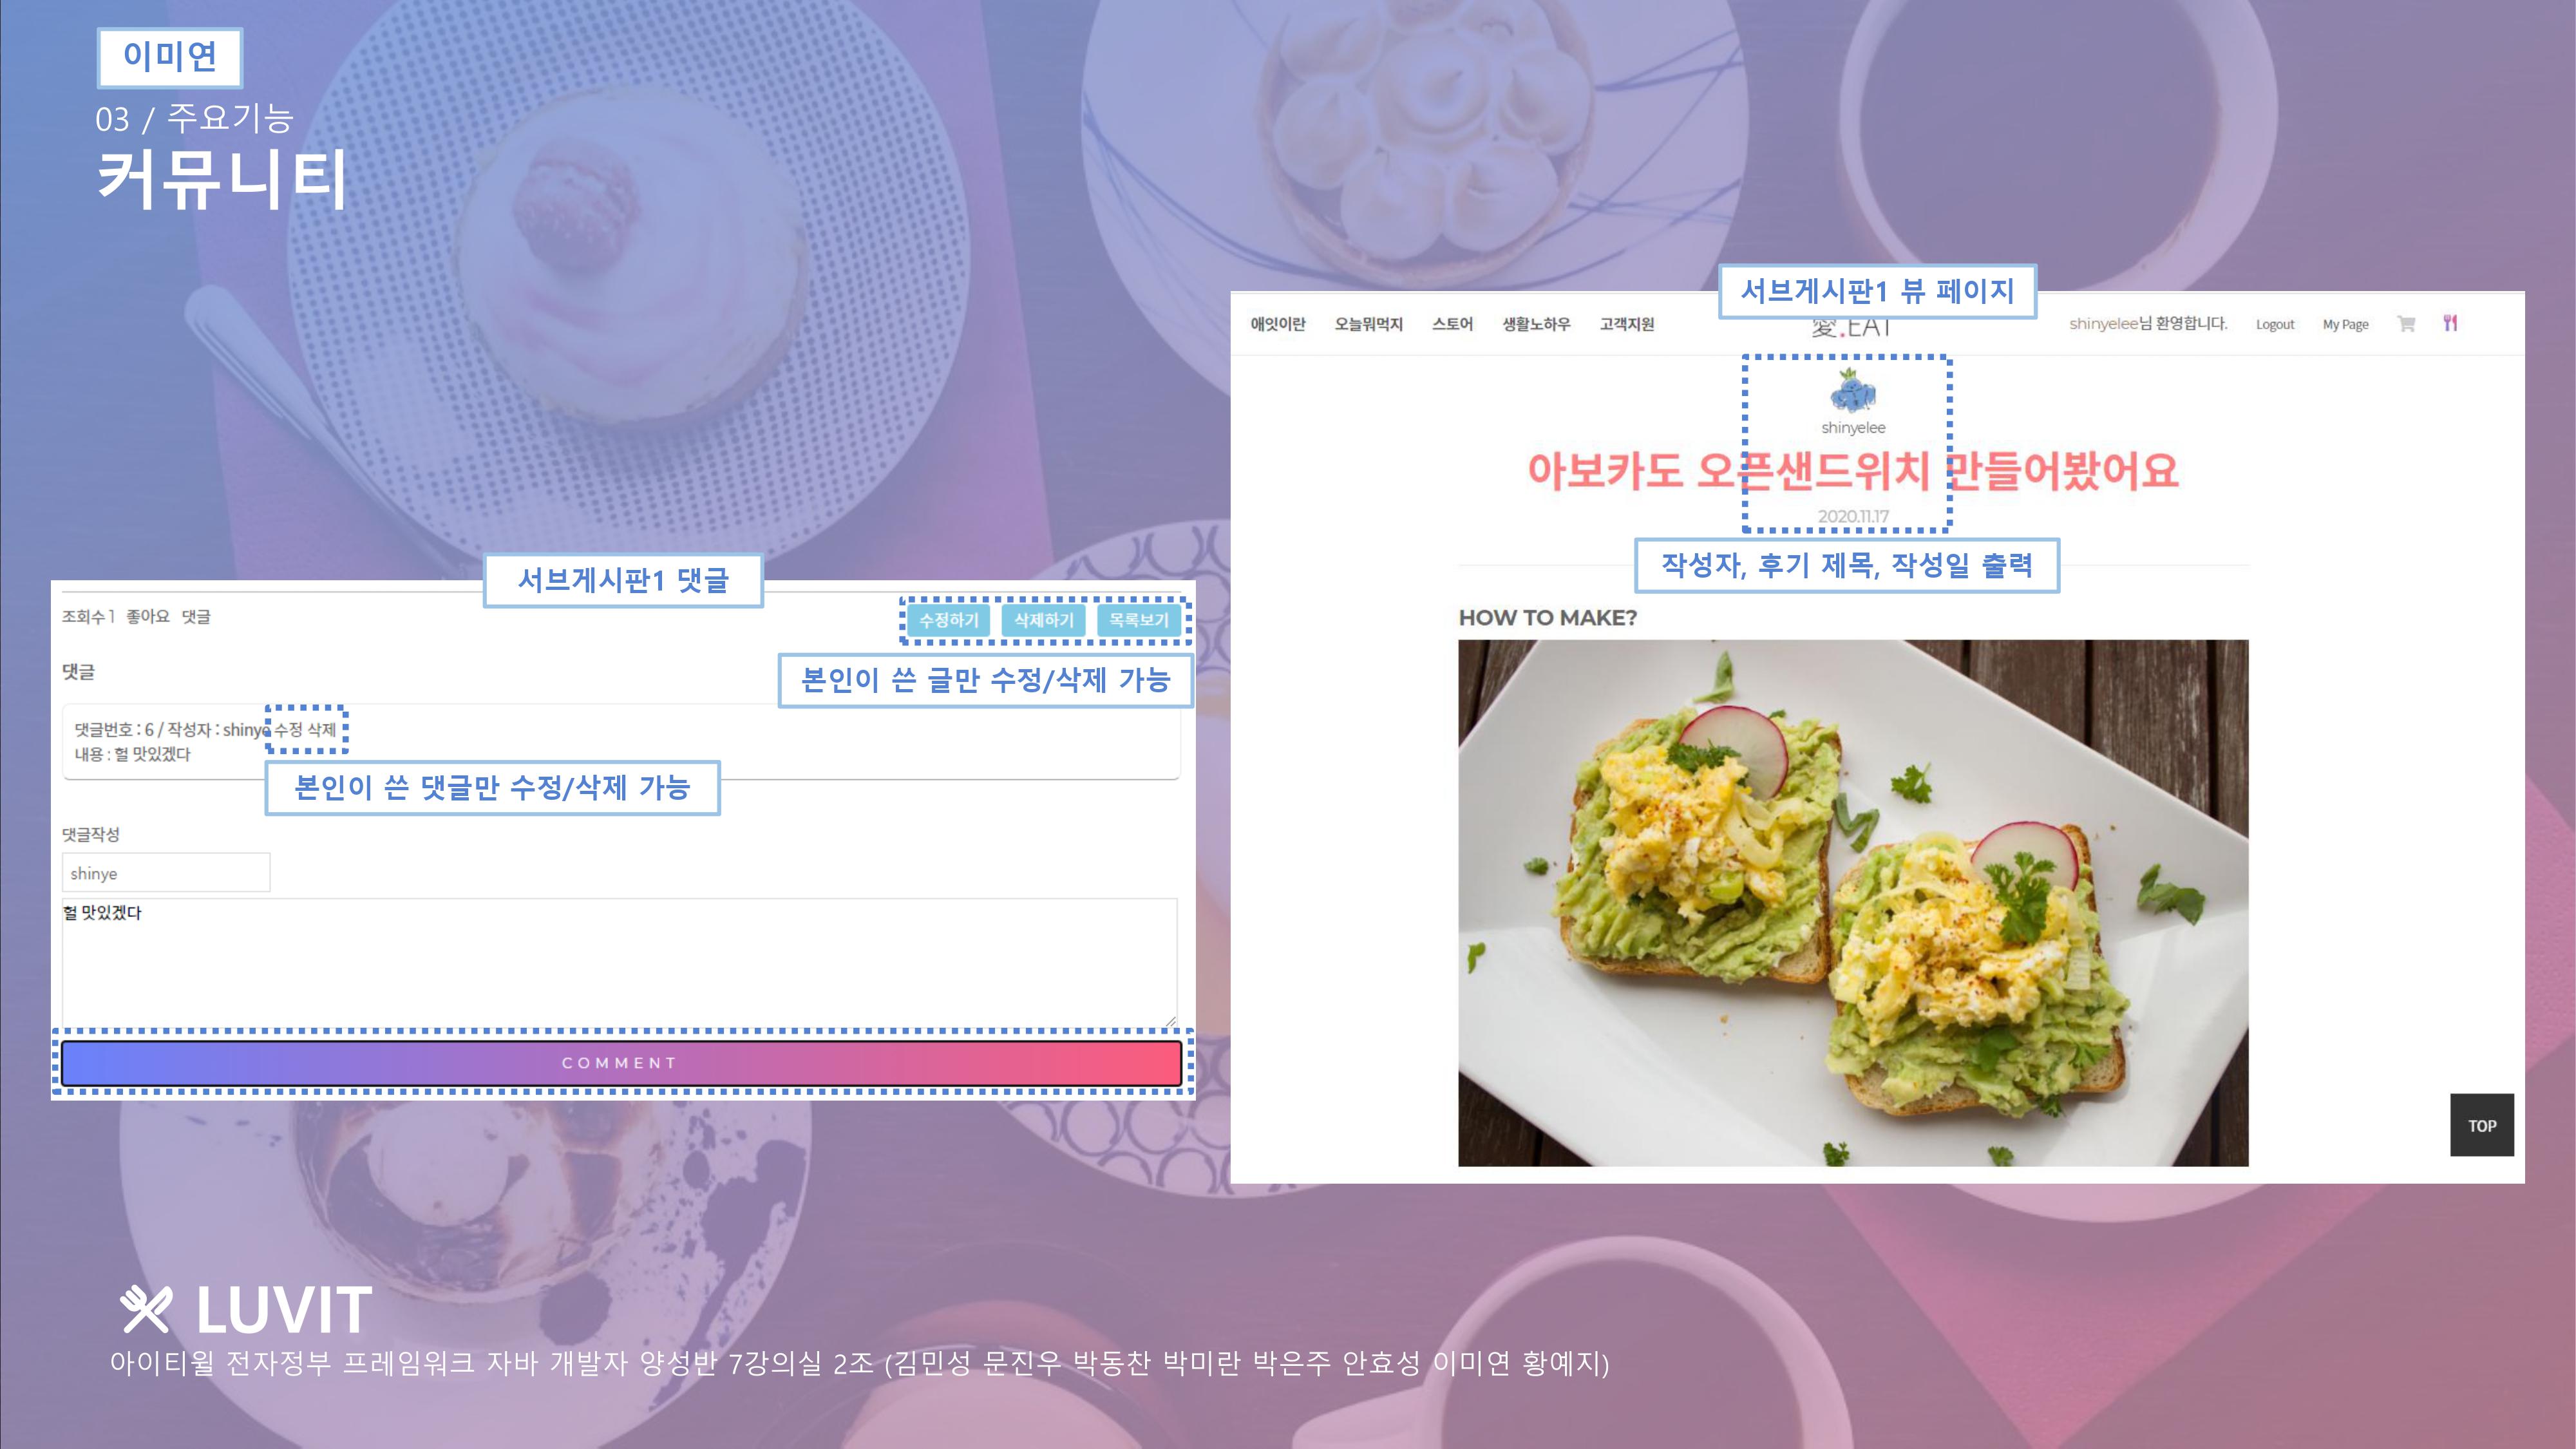 이미연
03 / 주요기능
커뮤니티
서브게시판1 댓글
조회수 1 좋아요 댓글
수정하기 삭제하기 목록보기
본인이 쓴 글만 수정/삭제 가능
댓글
댓글번호 : 6 / 작성자 : shinye 수정 삭제
내용 : 헐 맛있겠다
본인이 쓴 댓글만 수정/삭제 가능
댓글작성
shinye
헐 맛있겠다
COMMENT
서브게시판1 뷰 페이지
애잇이란 오늘뭐먹지 스토어 생활노하우 고객지원 愛.EAT shinyelee님 환영합니다. Logout My Page
shinyelee
아보카도 오픈샌드위치 만들어봤어요
2020.11.17
작성자, 후기 제목, 작성일 출력
HOW TO MAKE?
TOP
LUVIT
아이티윌 전자정부 프레임워크 자바 개발자 양성반 7강의실 2조 (김민성 문진우 박동찬 박미란 박은주 안효성 이미연 황예지)